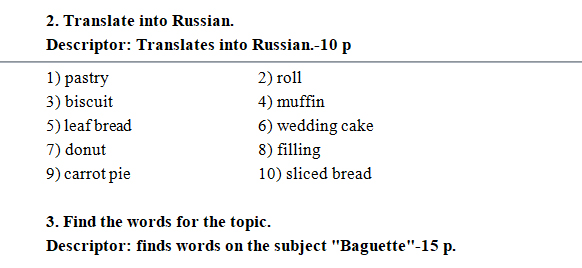 2. Translate into Russian.
Descriptor: Translates into Russian.-10 p
1) pastry 2) roll
3) biscuit 4) muffin
5) leaf bread 6) wedding cake
7) donut 8) filling
9) carrot pie 10) sliced bread
3. Find the words for the topic.
Descriptor: finds words on the subject "Baguette"-15 p.